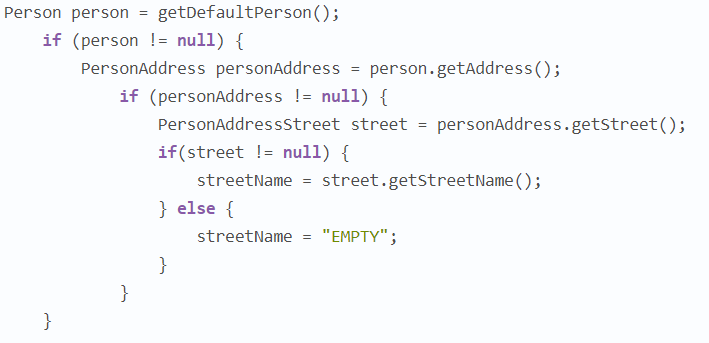 Person person = getDefaultPerson();
    if (person != null) {
        PersonAddress personAddress = person.getAddress();
            if (personAddress != null) {
                PersonAddressStreet street = personAddress.getStreet();
                if(street != null) {
                    streetName = street.getStreetName();
                } else {
                    streetName = "EMPTY";
                }
            }
    }